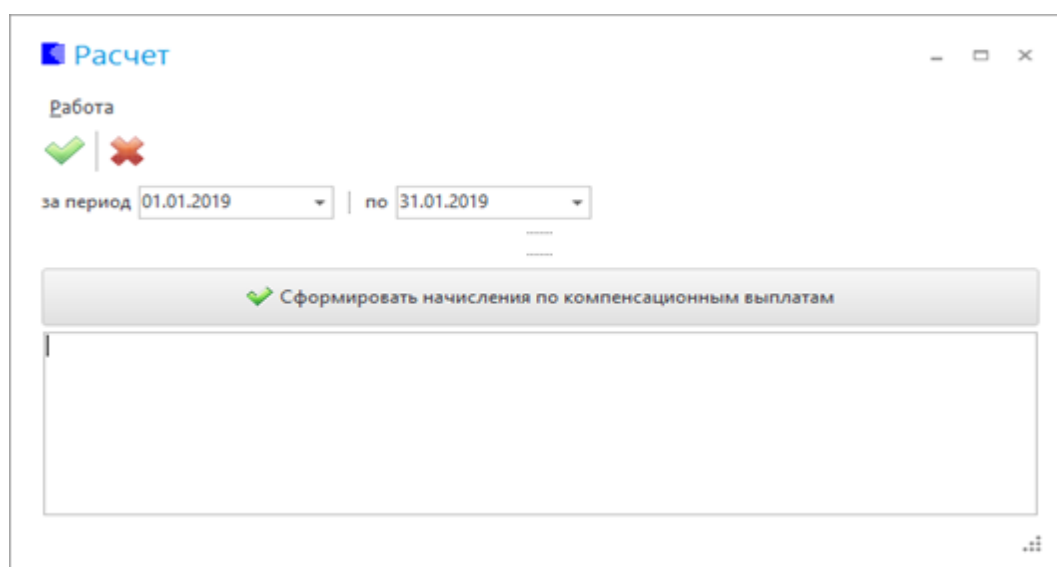 Расчет
Работа
за период 01.01.2019 | по 31.01.2019
Сформировать начисления по компенсационным выплатам